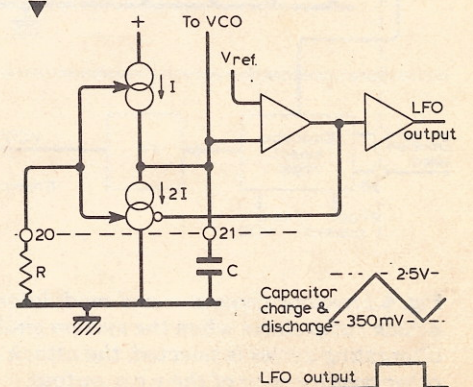 +
To VCO
Vref.
I
LFO
output
2I
20
21
R
C
2.5V
Capacitor
charge &
discharge
350mV
LFO output